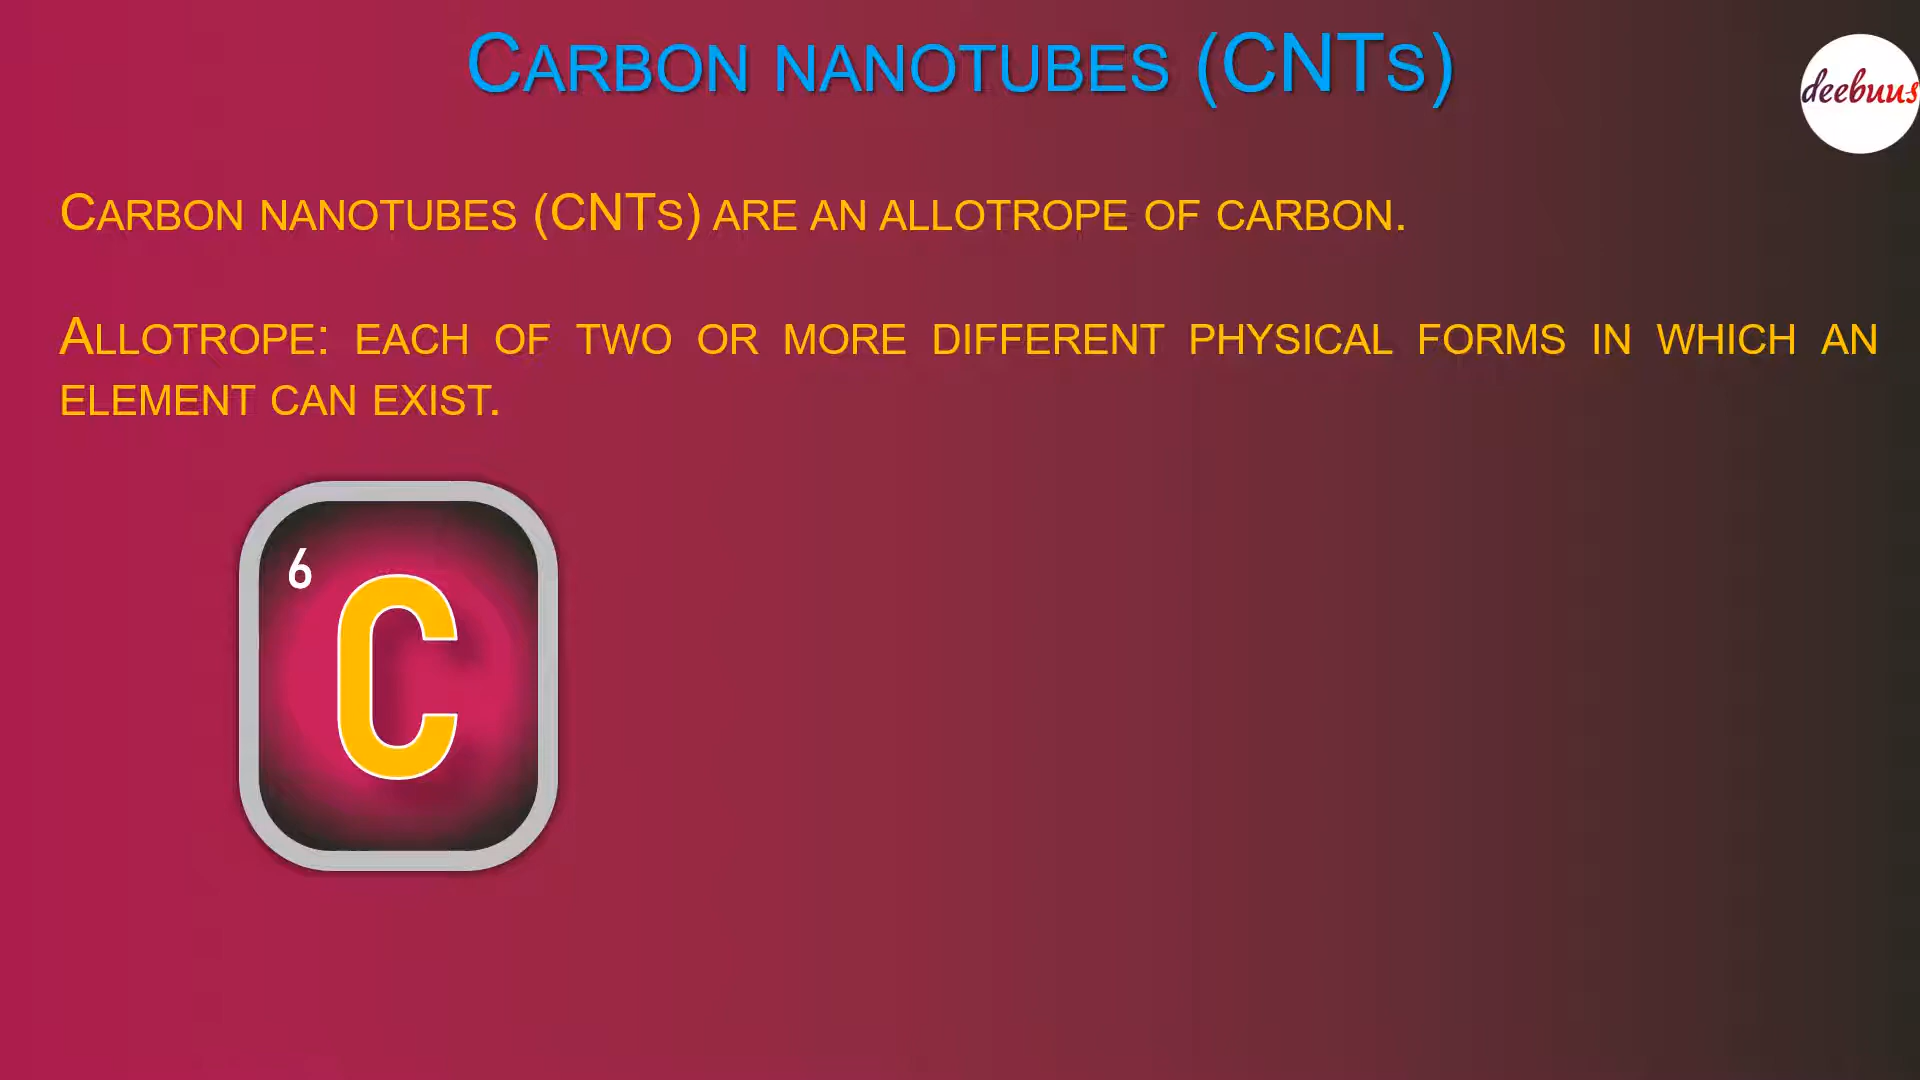 Carbon nanotubes (CNTs)
deebuus
Carbon nanotubes (CNTs) are an allotrope of carbon.
Allotrope: each of two or more different physical forms in which an
element can exist.
6
C